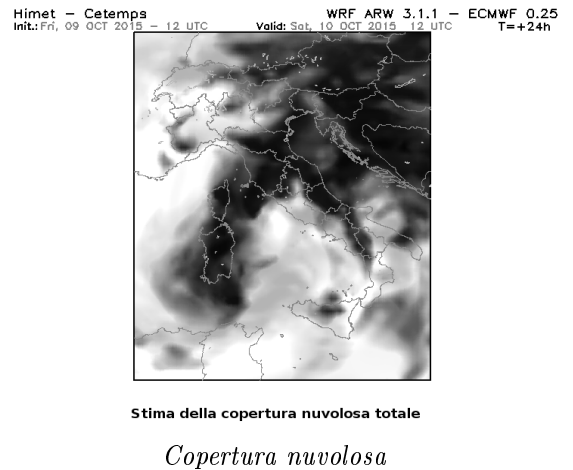 Himet – Cetemps WRF ARW 3.1.1 – ECMWF 0.25
Init.: Fri, 09 OCT 2015 – 12 UTC Valid: Sat, 10 OCT 2015 12 UTC T=+24h
Stima della copertura nuvolosa totale
Copertura nuvolosa